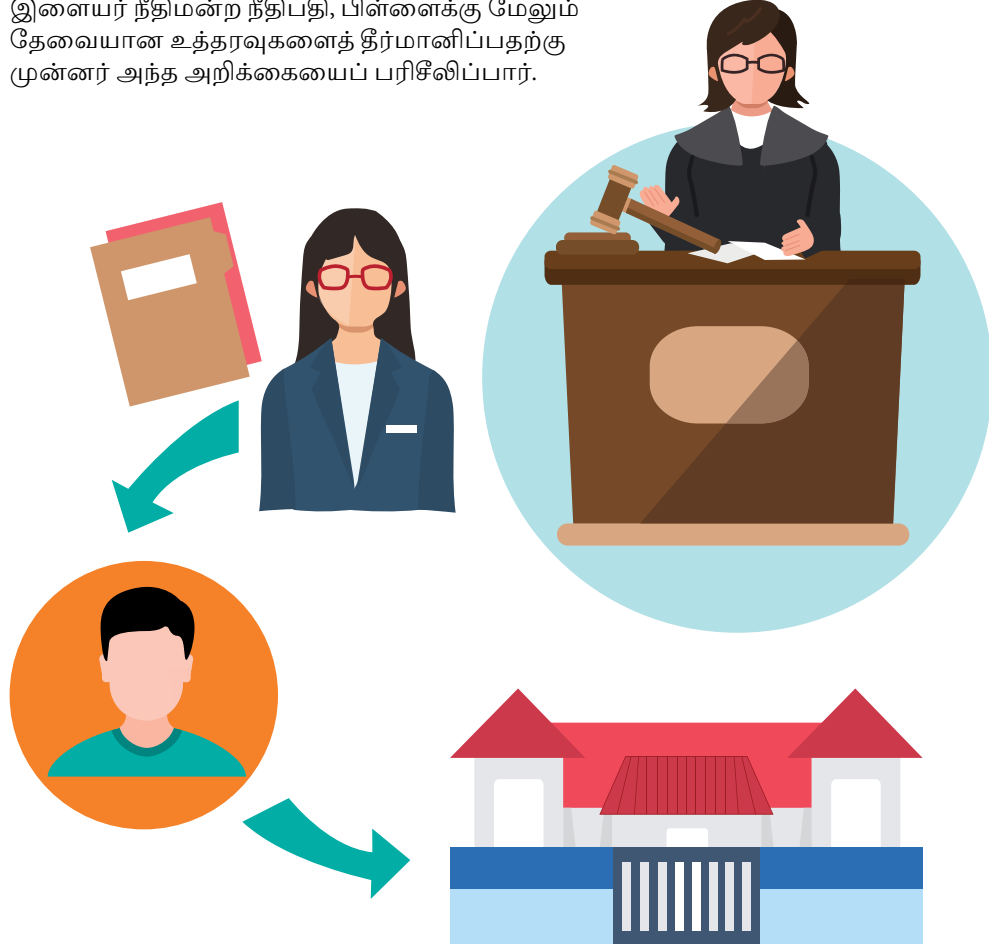 இளையர் நீதிமன்ற நீதிபதி, பிள்ளைக்கு மேலும்
தேவையான உத்தரவுகளைத் தீர்மானிப்பதற்கு
முன்னர் அந்த அறிக்கையைப் பரிசீலிப்பார்.